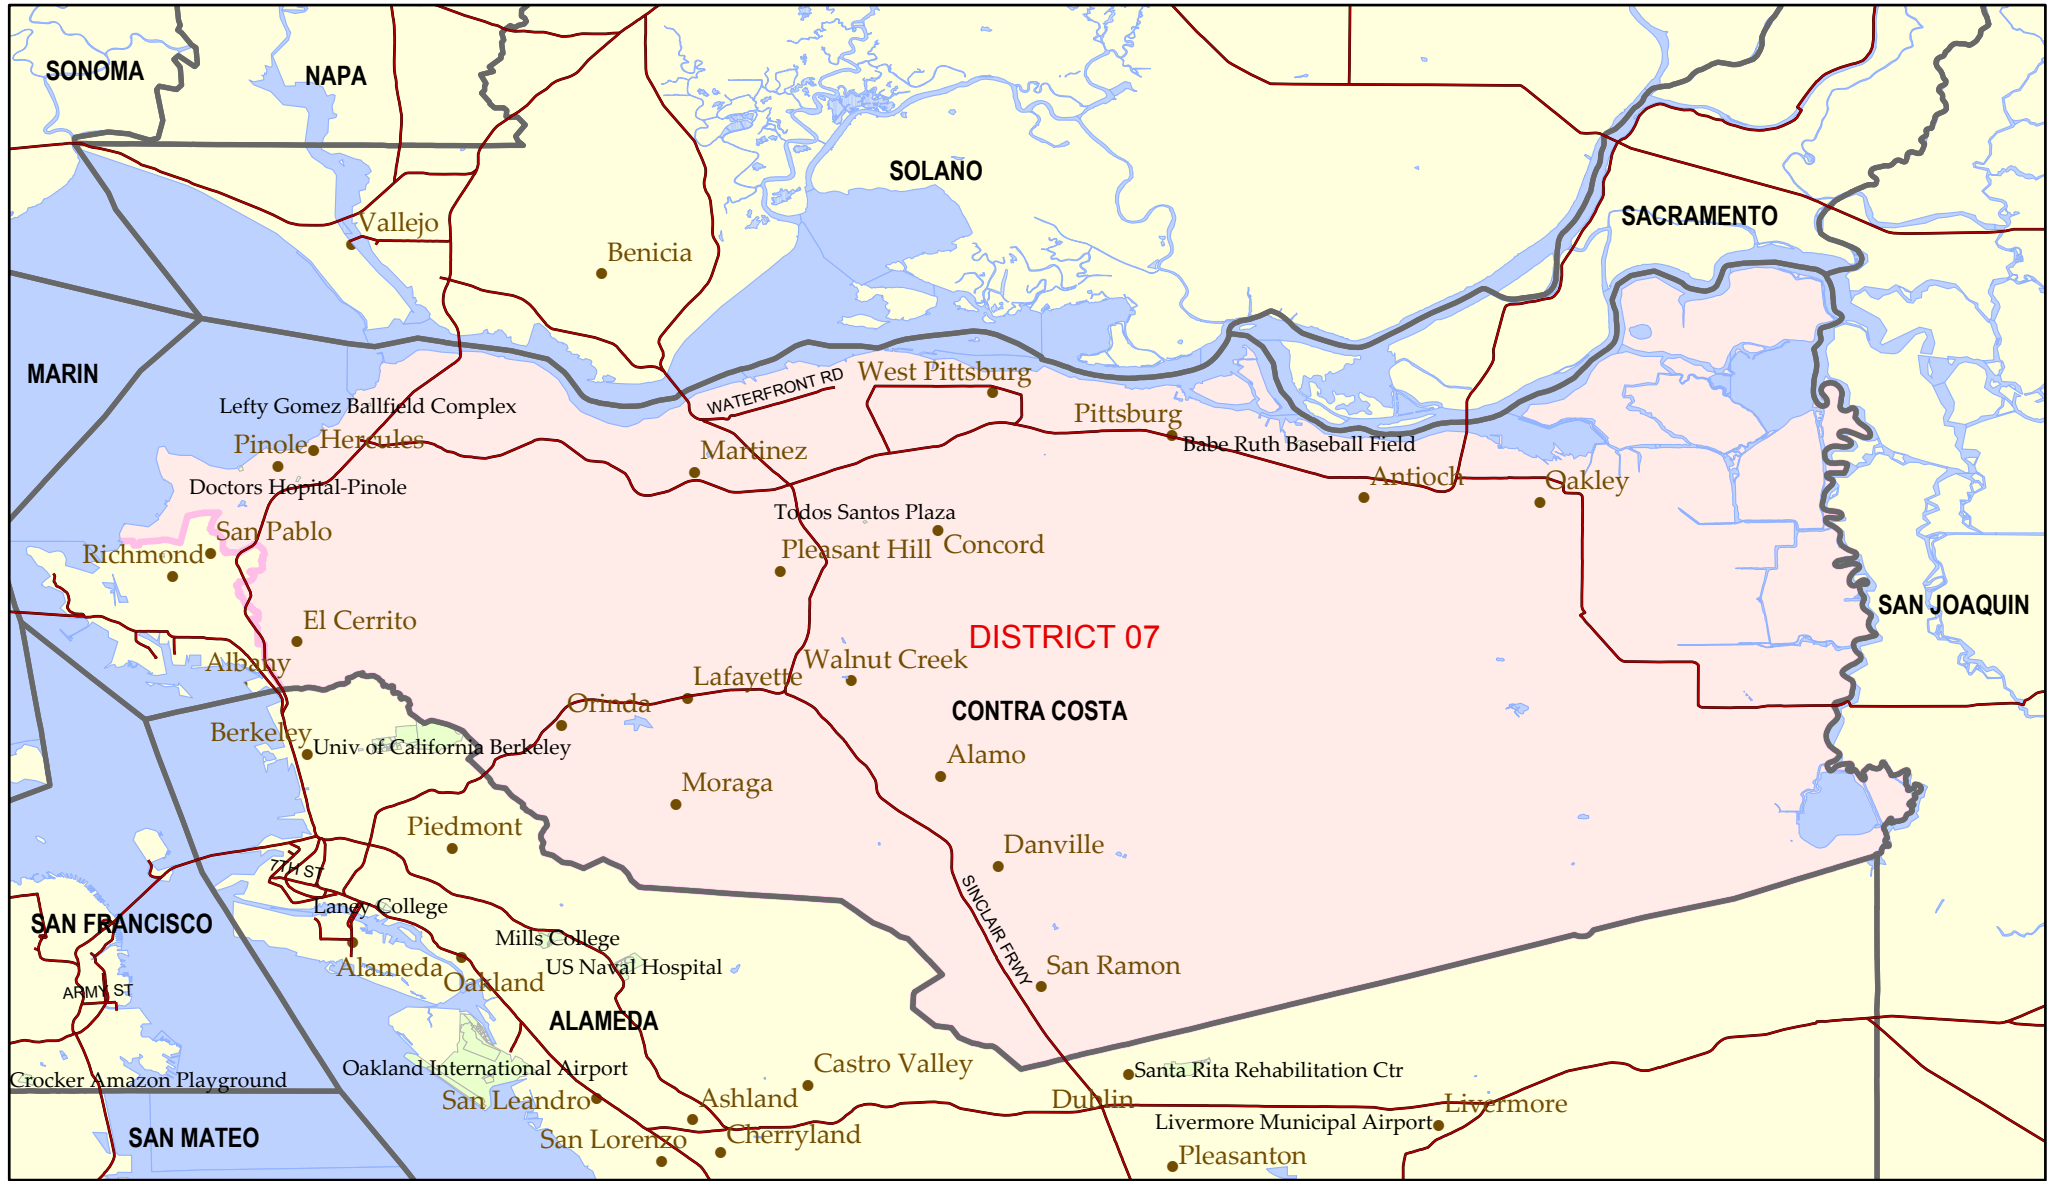 SONOMA
NAPA
SOLANO
SACRAMENTO
Vallejo
Benicia
MARIN
WATERFRONT RD
West Pittsburg
Lefty Gomez Ballfield Complex
Pittsburg
Pinole
Hercules
Babe Ruth Baseball Field
Martinez
Antioch
Oakley
Doctors Hopital-Pinole
Todos Santos Plaza
San Pablo
Richmond
Pleasant Hill
Concord
SAN JOAQUIN
El Cerrito
DISTRICT 07
Albany
Walnut Creek
Lafayette
Orinda
CONTRA COSTA
Berkeley
Univ of California Berkeley
Alamo
Moraga
Piedmont
Danville
7TH ST
SINCLAIR FRWY
Laney College
SAN FRANCISCO
Mills College
Alameda
US Naval Hospital
San Ramon
Oakland
ARMY ST
ALAMEDA
Oakland International Airport
Castro Valley
Santa Rita Rehabilitation Ctr
Crocker Amazon Playground
San Leandro
Ashland
Dublin
Livermore
Livermore Municipal Airport
SAN MATEO
San Lorenzo
Cherryland
Pleasanton